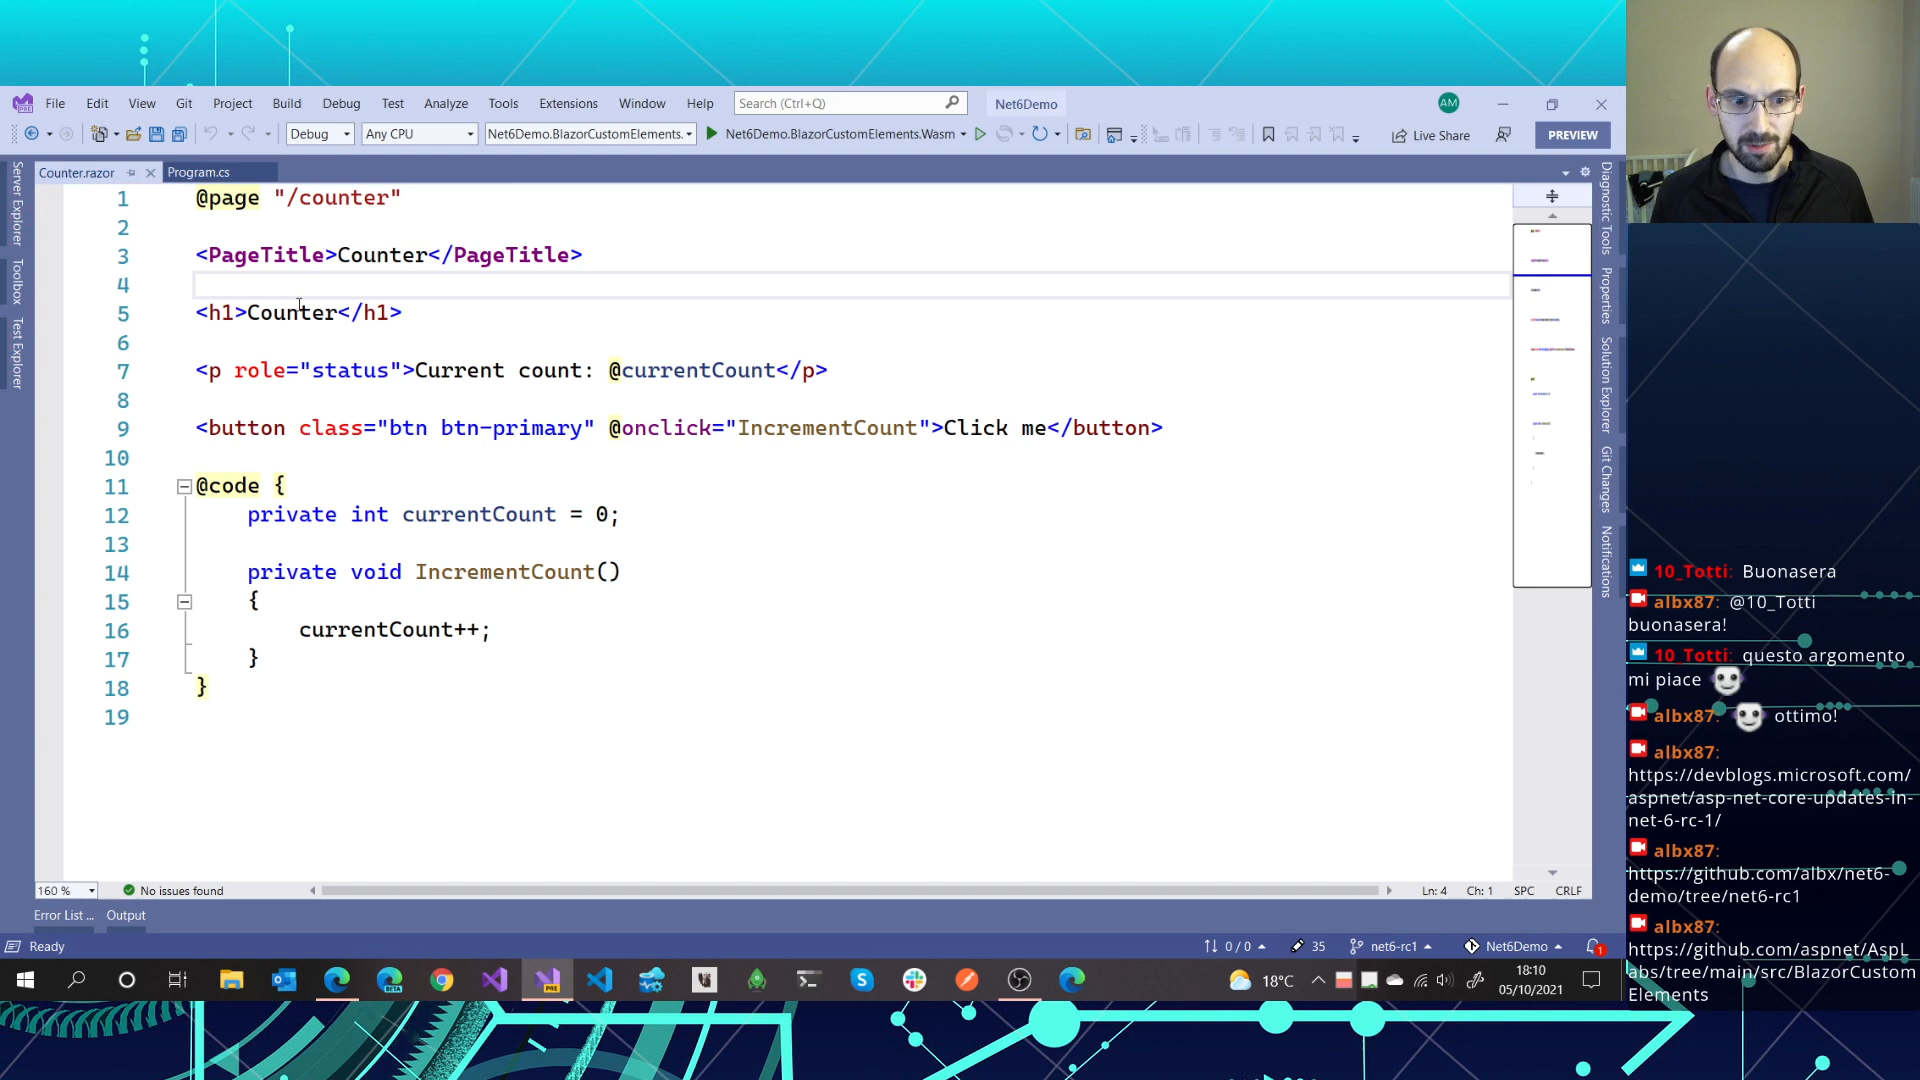 File Edit View Git Project Build Debug Test Analyze Tools Extensions Window Help Search (Ctrl+Q) Net6Demo AM
Debug Any CPU Net6Demo.BlazorCustomElements. Net6Demo.BlazorCustomElements.Wasm Live Share PREVIEW
Counter.razor Program.cs
Server Explorer
Toolbox
Test Explorer
1 @page "/counter"
2
3 <PageTitle>Counter</PageTitle>
4
5 <h1>Counter</h1>
6
7 <p role="status">Current count: @currentCount</p>
8
9 <button class="btn btn-primary" @onclick="IncrementCount">Click me</button>
10
11 @code {
12 private int currentCount = 0;
13
14 private void IncrementCount()
15 {
16 currentCount++;
17 }
18 }
19
Diagnostic Tools
Properties
Solution Explorer
Git Changes
Notifications
160 % No issues found Ln: 4 Ch: 1 SPC CRLF
Error List ... Output
Ready 0 / 0 35 net6-rc1 Net6Demo 1
BETA PRE 18°C 18:10
05/10/2021
10_Totti: Buonasera
albx87: @10_Totti
buonasera!
10_Totti: questo argomento
mi piace
albx87: ottimo!
albx87:
https://devblogs.microsoft.com/
aspnet/asp-net-core-updates-in-
net-6-rc-1/
albx87:
https://github.com/albx/net6-
demo/tree/net6-rc1
albx87:
https://github.com/aspnet/AspL
abs/tree/main/src/BlazorCustom
Elements